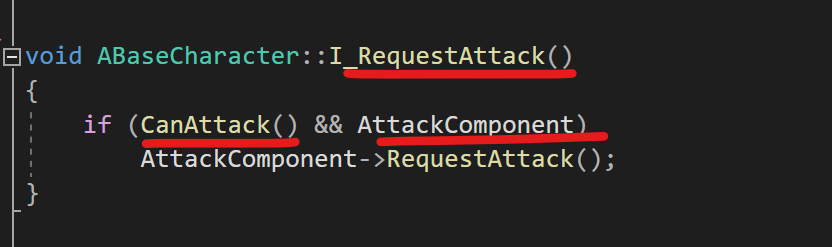 void ABaseCharacter::I_RequestAttack()
{
if (CanAttack() && AttackComponent)
AttackComponent->RequestAttack();
}